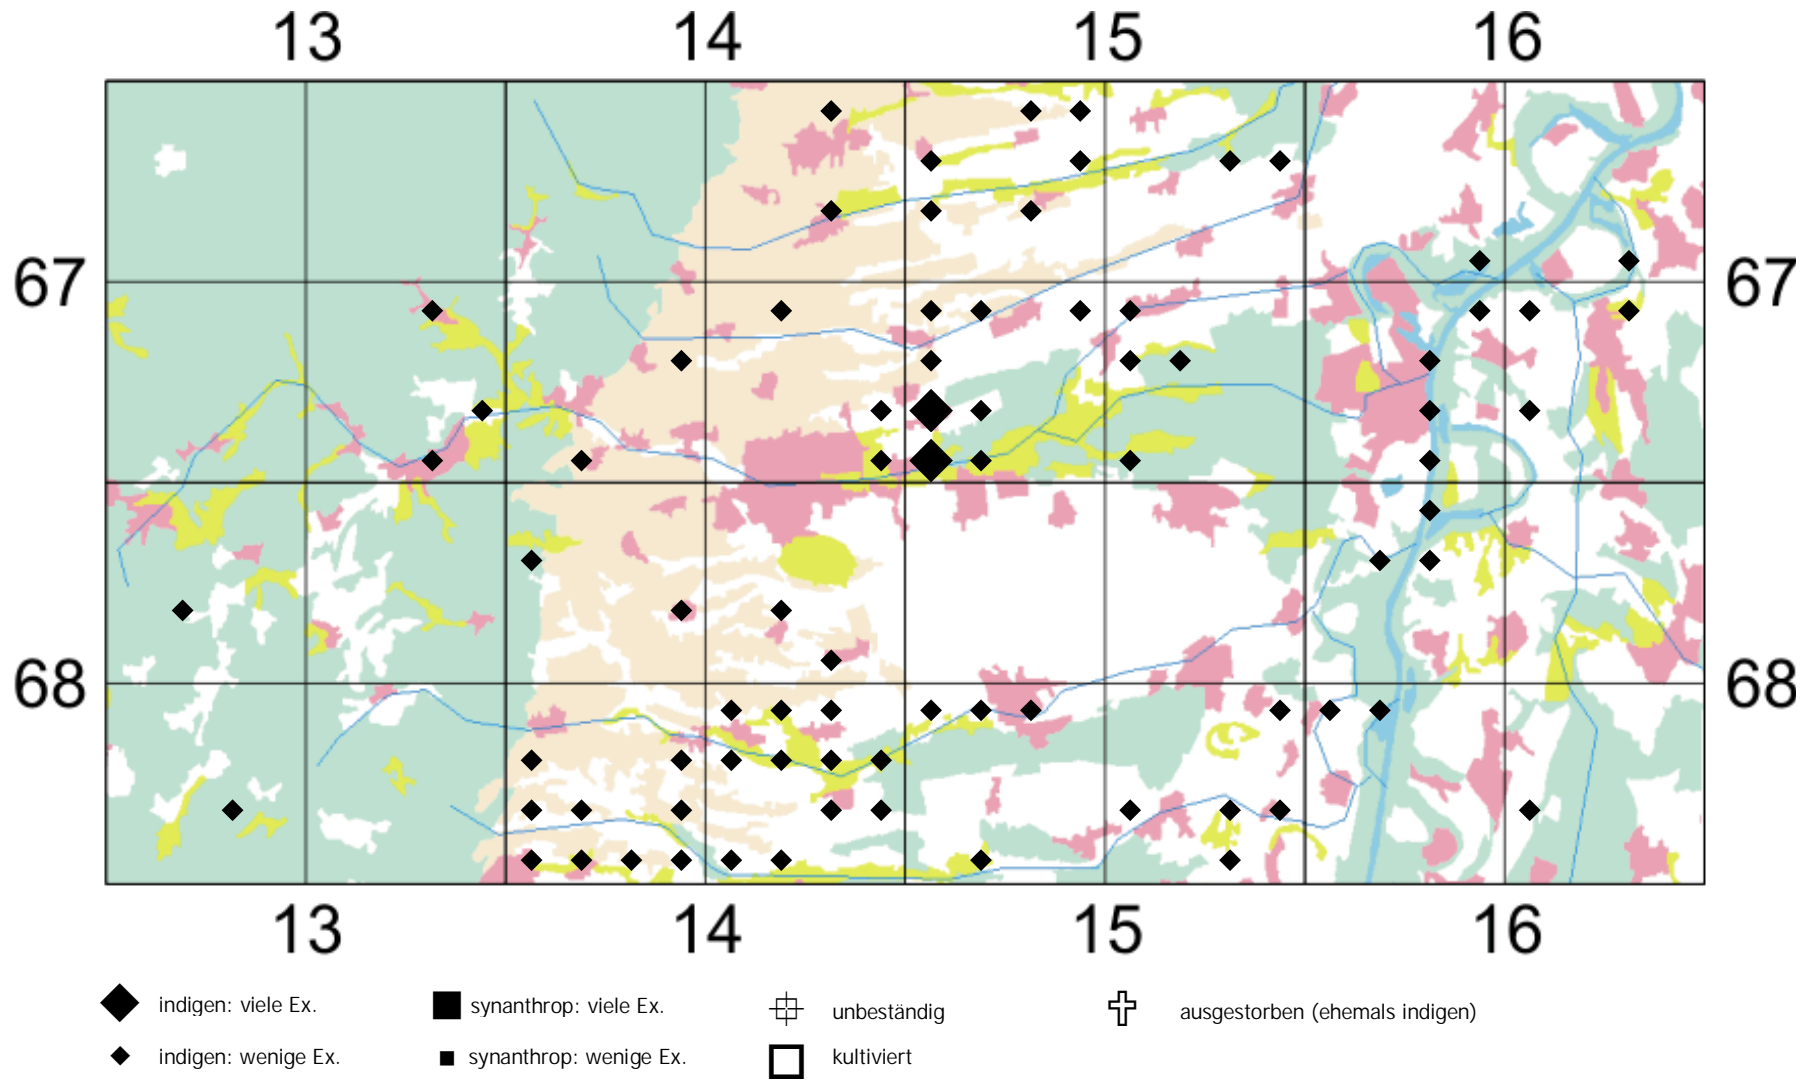 13 14 15 16
67 67
68 68
13 14 15 16
indigen: viele Ex. synanthrop: viele Ex. unbeständig ausgestorben (ehemals indigen)
indigen: wenige Ex. synanthrop: wenige Ex. kultiviert